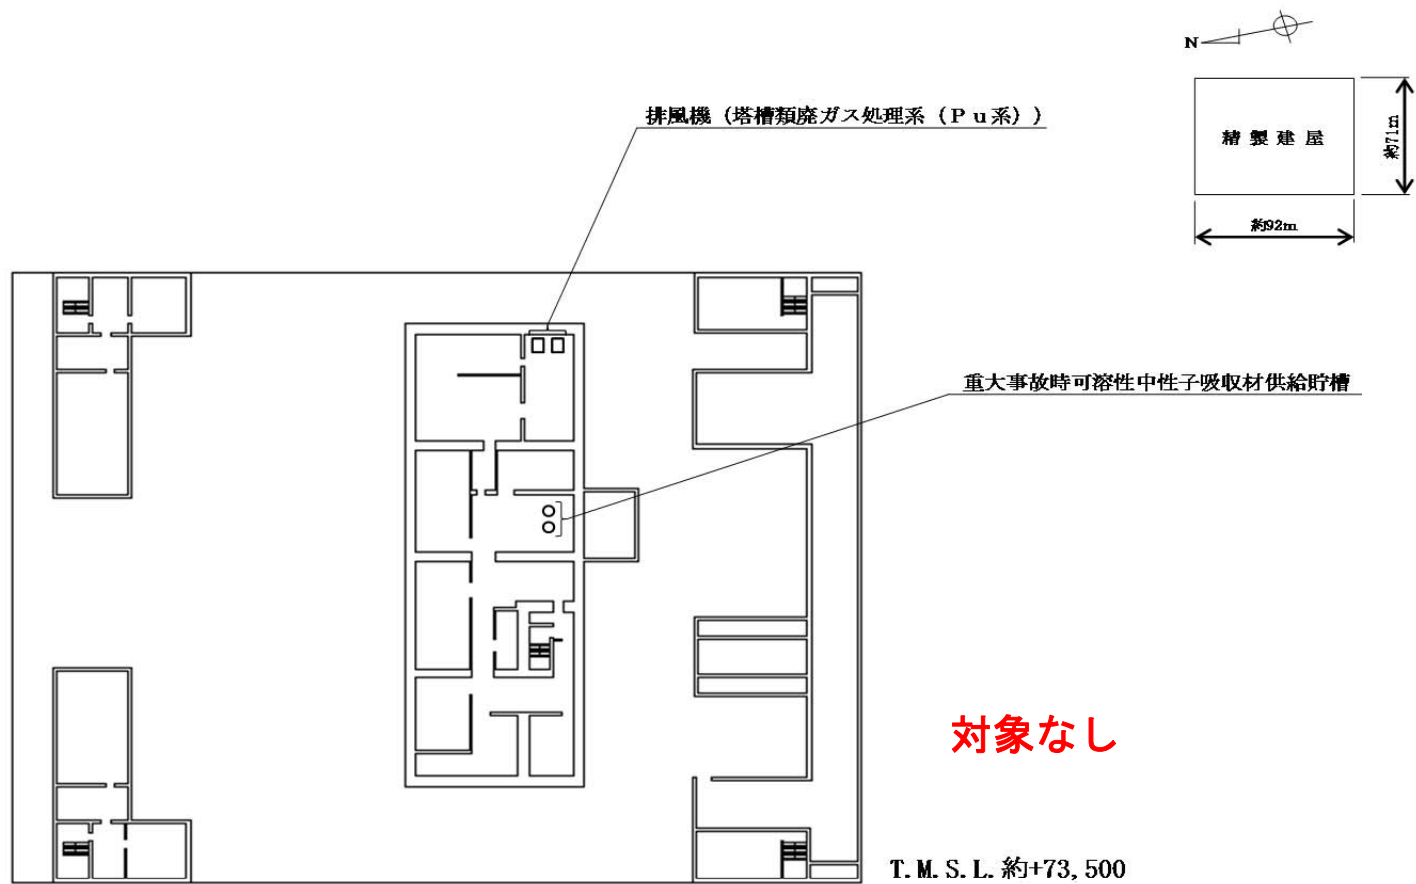 N
排風機（塔槽類廃ガス処理系（Ｐｕ系））
精製建屋
約71m
約92m
重大事故時可溶性中性子吸収材供給貯槽
対象なし
T.M.S.L.約+73,500